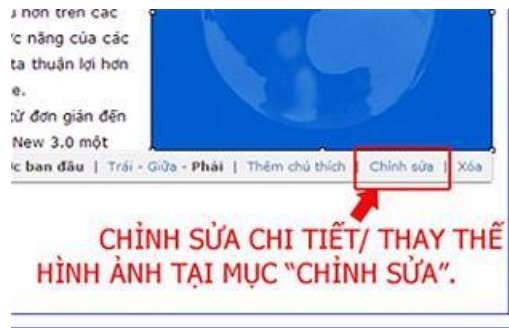 hơn trên các
năng của các
ta thuận lợi hơn
e.
từ đơn giản đến
New 3.0 một
ban đầu | Trái - Giữa - Phải | Thêm chú thích | Chỉnh sửa | Xóa
CHỈNH SỬA CHI TIẾT/ THAY THẾ
HÌNH ẢNH TẠI MỤC “CHỈNH SỬA”.